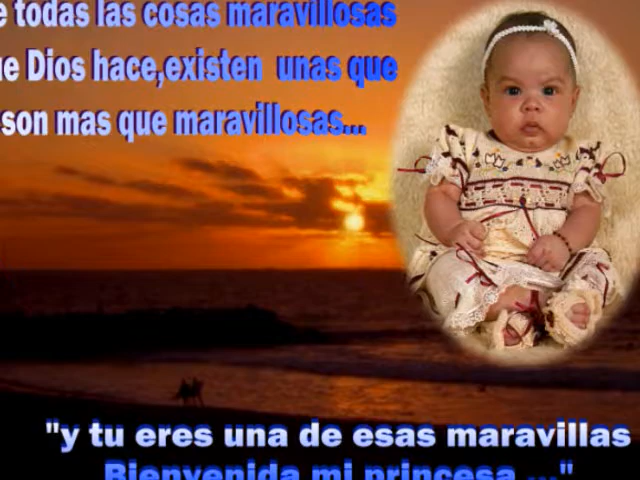 e todas las cosas maravillosas
ue Dios hace,existen unas que
son mas que maravillosas...
"y tu eres una de esas maravillas
Bienvenida mi princesa ..."